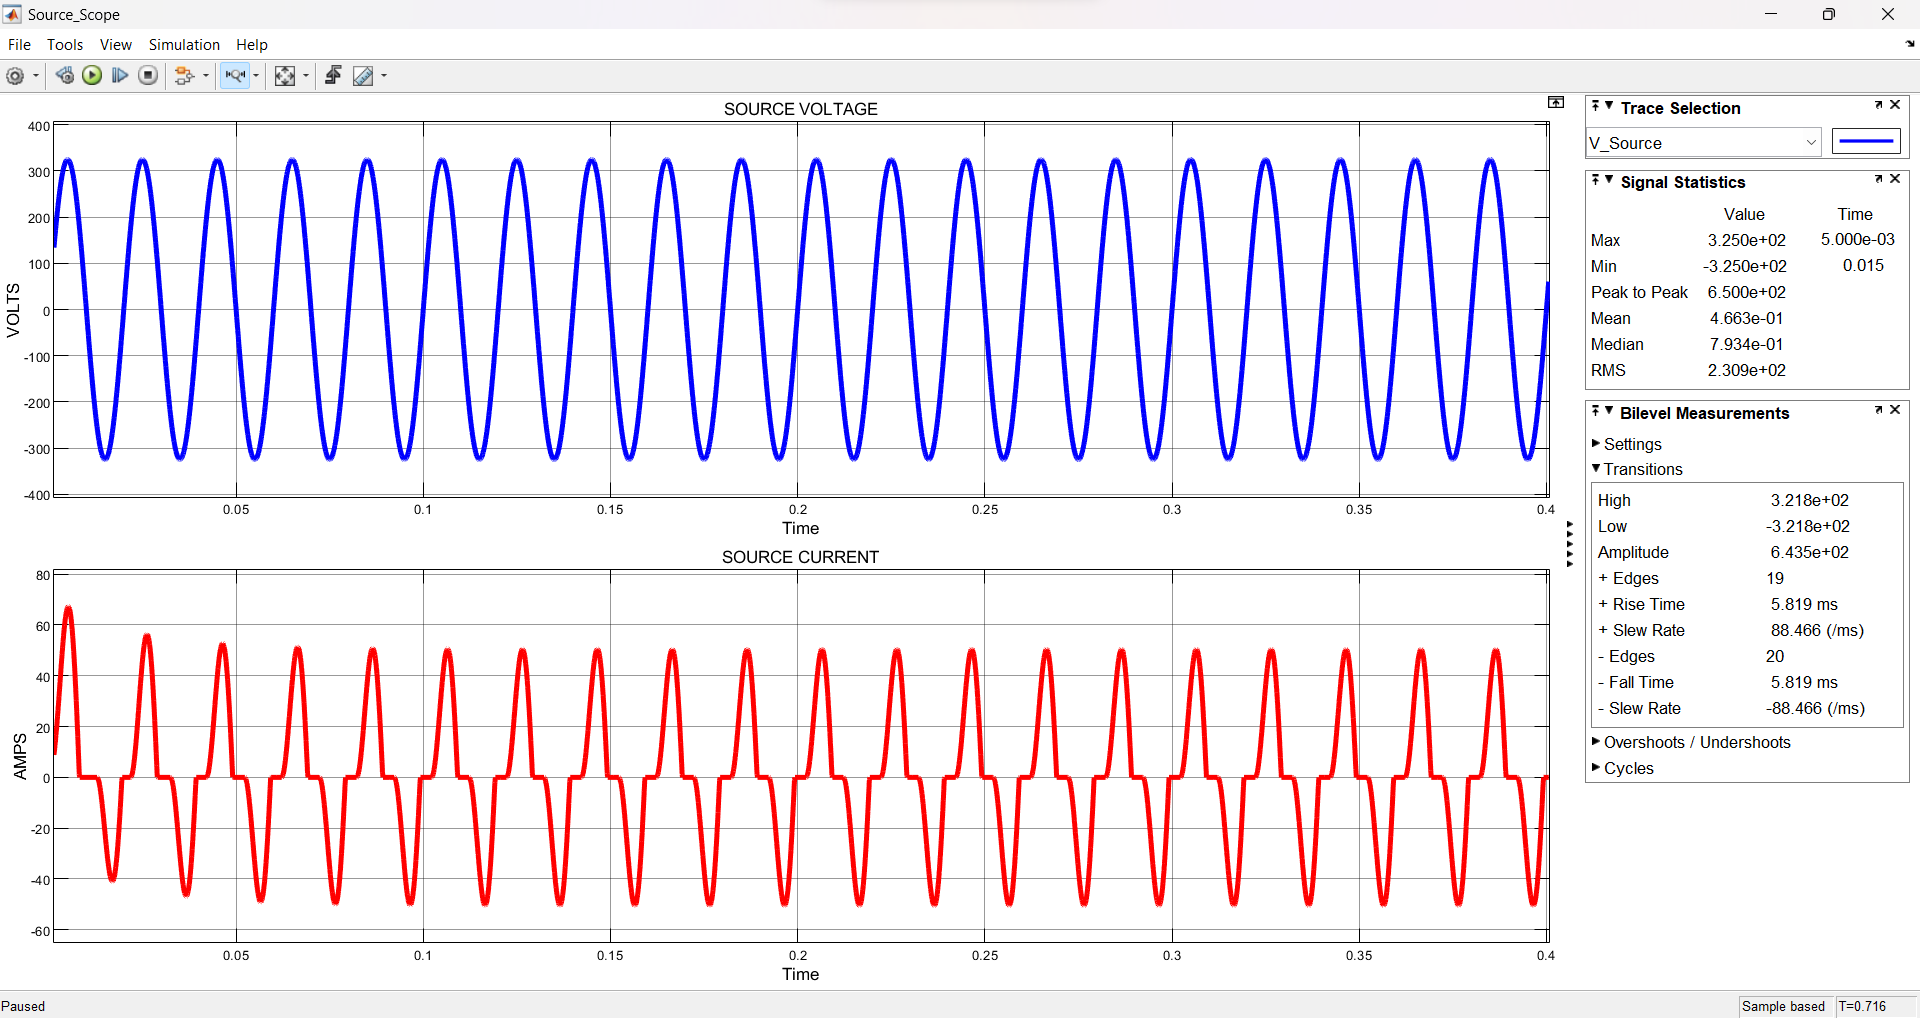 Source_Scope
File Tools View Simulation Help
SOURCE VOLTAGE
400
300
200
100
0
-100
-200
-300
-400
VOLTS
0.05 0.1 0.15 0.2 0.25 0.3 0.35 0.4
Time
SOURCE CURRENT
80
60
40
20
0
-20
-40
-60
AMPS
0.05 0.1 0.15 0.2 0.25 0.3 0.35 0.4
Time
Trace Selection
V_Source
Signal Statistics
Value Time
Max 3.250e+02 5.000e-03
Min -3.250e+02 0.015
Peak to Peak 6.500e+02
Mean 4.663e-01
Median 7.934e-01
RMS 2.309e+02
Bilevel Measurements
Settings
Transitions
High 3.218e+02
Low -3.218e+02
Amplitude 6.435e+02
+ Edges 19
+ Rise Time 5.819 ms
+ Slew Rate 88.466 (/ms)
- Edges 20
- Fall Time 5.819 ms
- Slew Rate -88.466 (/ms)
Overshoots / Undershoots
Cycles
Paused
Sample based T=0.716